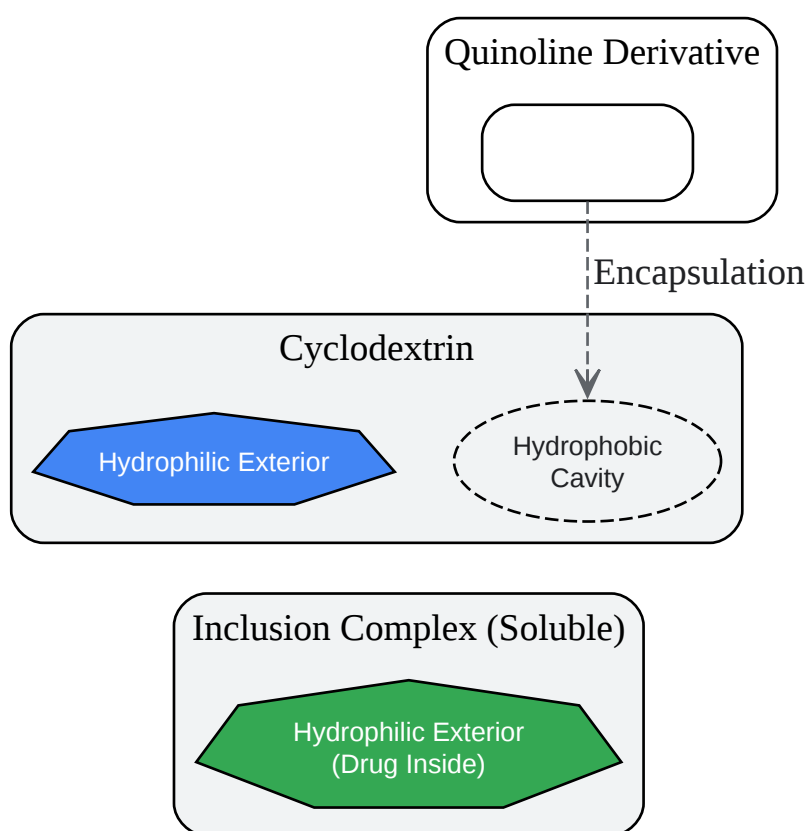 Quinoline Derivative
Encapsulation
Cyclodextrin
Hydrophilic Exterior
Hydrophobic
Cavity
Inclusion Complex (Soluble)
Hydrophilic Exterior
(Drug Inside)